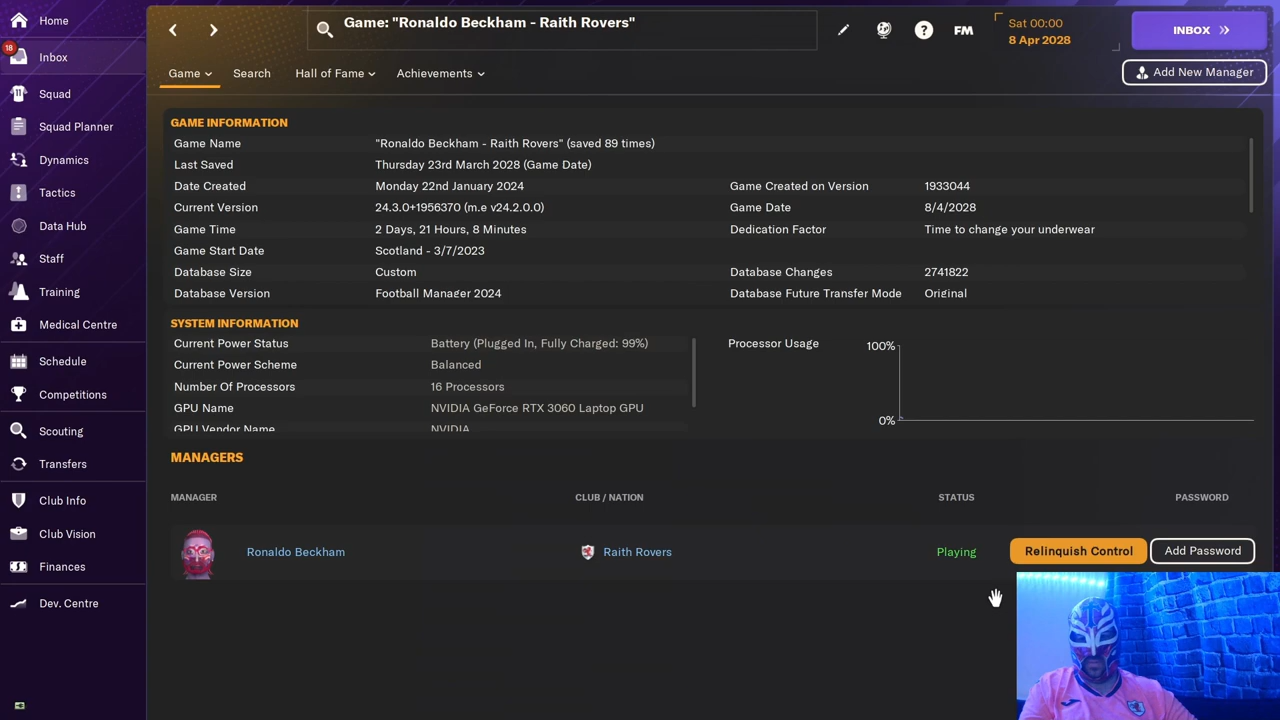 Home
18
Inbox
Squad
Squad Planner
Dynamics
Tactics
Data Hub
Staff
Training
Medical Centre
Schedule
Competitions
Scouting
Transfers
Club Info
Club Vision
Finances
Dev. Centre
Game: "Ronaldo Beckham - Raith Rovers"
FM
Sat 00:00
8 Apr 2028
INBOX
Game
Search
Hall of Fame
Achievements
Add New Manager
GAME INFORMATION
Game Name "Ronaldo Beckham - Raith Rovers" (saved 89 times)
Last Saved Thursday 23rd March 2028 (Game Date)
Date Created Monday 22nd January 2024 Game Created on Version 1933044
Current Version 24.3.0+1956370 (m.e v24.2.0.0) Game Date 8/4/2028
Game Time 2 Days, 21 Hours, 8 Minutes Dedication Factor Time to change your underwear
Game Start Date Scotland - 3/7/2023
Database Size Custom Database Changes 2741822
Database Version Football Manager 2024 Database Future Transfer Mode Original
SYSTEM INFORMATION
Current Power Status Battery (Plugged In, Fully Charged: 99%) Processor Usage 100%
Current Power Scheme Balanced
Number Of Processors 16 Processors
GPU Name NVIDIA GeForce RTX 3060 Laptop GPU
0%
GPU Vendor Name NVIDIA
MANAGERS
MANAGER CLUB / NATION STATUS PASSWORD
Ronaldo Beckham Raith Rovers Playing Relinquish Control Add Password